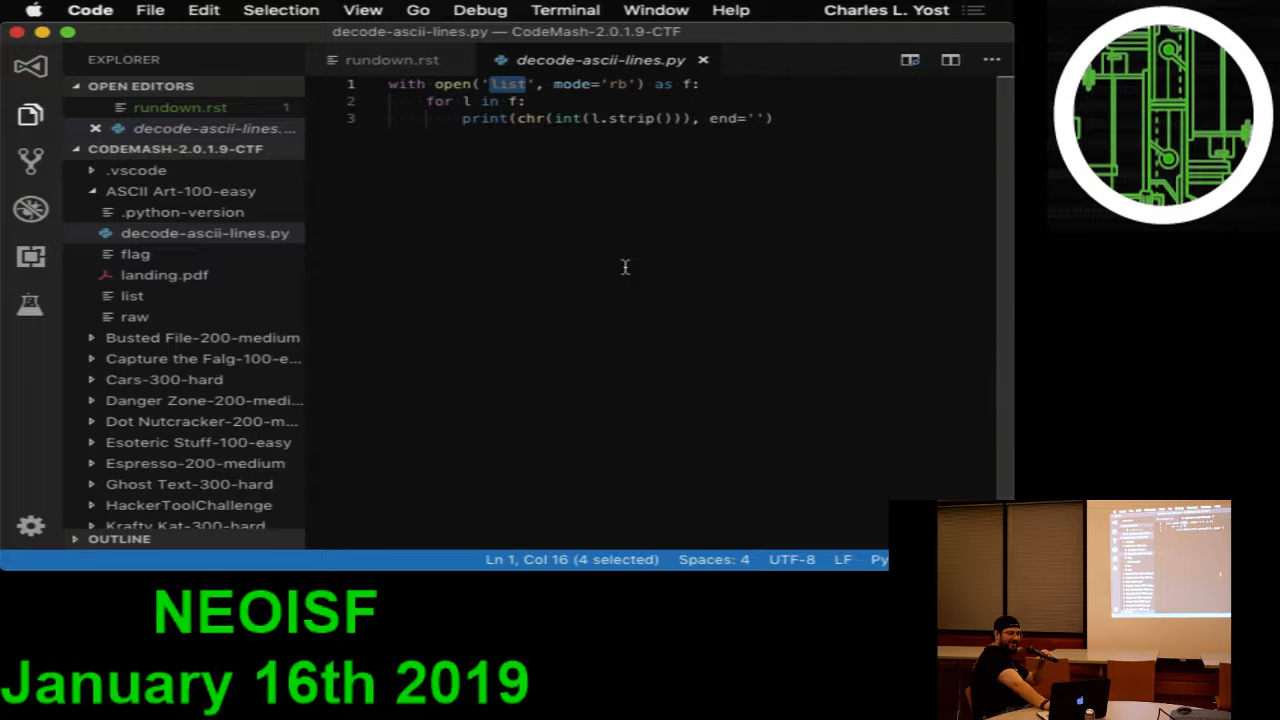 Code File Edit Selection View Go Debug Terminal Window Help Charles L. Yost
decode-ascii-lines.py — CodeMash-2.0.1.9-CTF
EXPLORER
OPEN EDITORS
rundown.rst 1
decode-ascii-lines....
CODEMASH-2.0.1.9-CTF
.vscode
ASCII Art-100-easy
.python-version
decode-ascii-lines.py
flag
landing.pdf
list
raw
Busted File-200-medium
Capture the Falg-100-e...
Cars-300-hard
Danger Zone-200-medi...
Dot Nutcracker-200-m...
Esoteric Stuff-100-easy
Espresso-200-medium
Ghost Text-300-hard
HackerToolChallenge
Krafty Kat-300-hard
OUTLINE
rundown.rst decode-ascii-lines.py
1 with open('list', mode='rb') as f:
2 for l in f:
3 print(chr(int(l.strip())), end='')
Ln 1, Col 16 (4 selected) Spaces: 4 UTF-8 LF Py
NEOISF
January 16th 2019